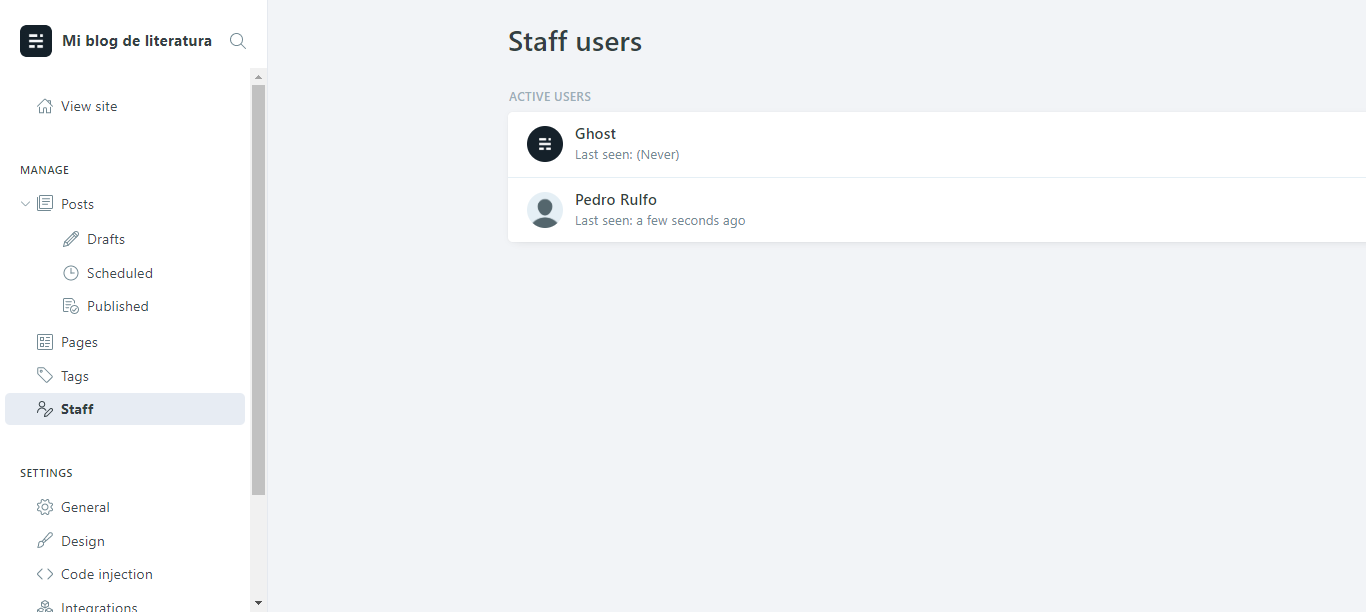 Mi blog de literatura
View site
MANAGE
Posts
Drafts
Scheduled
Published
Pages
Tags
Staff
SETTINGS
General
Design
Code injection
Integrations
Staff users
ACTIVE USERS
Ghost
Last seen: (Never)
Pedro Rulfo
Last seen: a few seconds ago